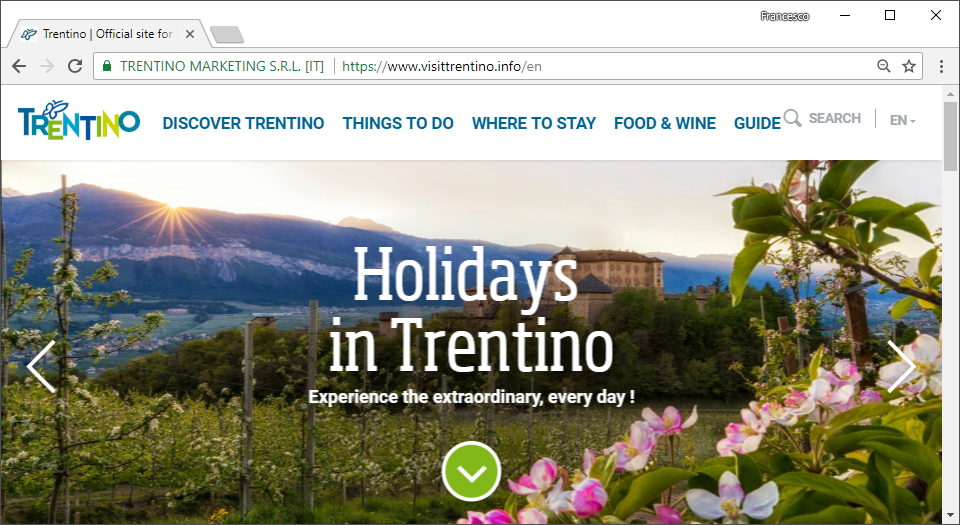 Francesco
Trentino | Official site for
TRENTINO MARKETING S.R.L. [IT] https://www.visittrentino.info/en
TRENTINO DISCOVER TRENTINO THINGS TO DO WHERE TO STAY FOOD & WINE GUIDE SEARCH EN
Holidays
in Trentino
Experience the extraordinary, every day !